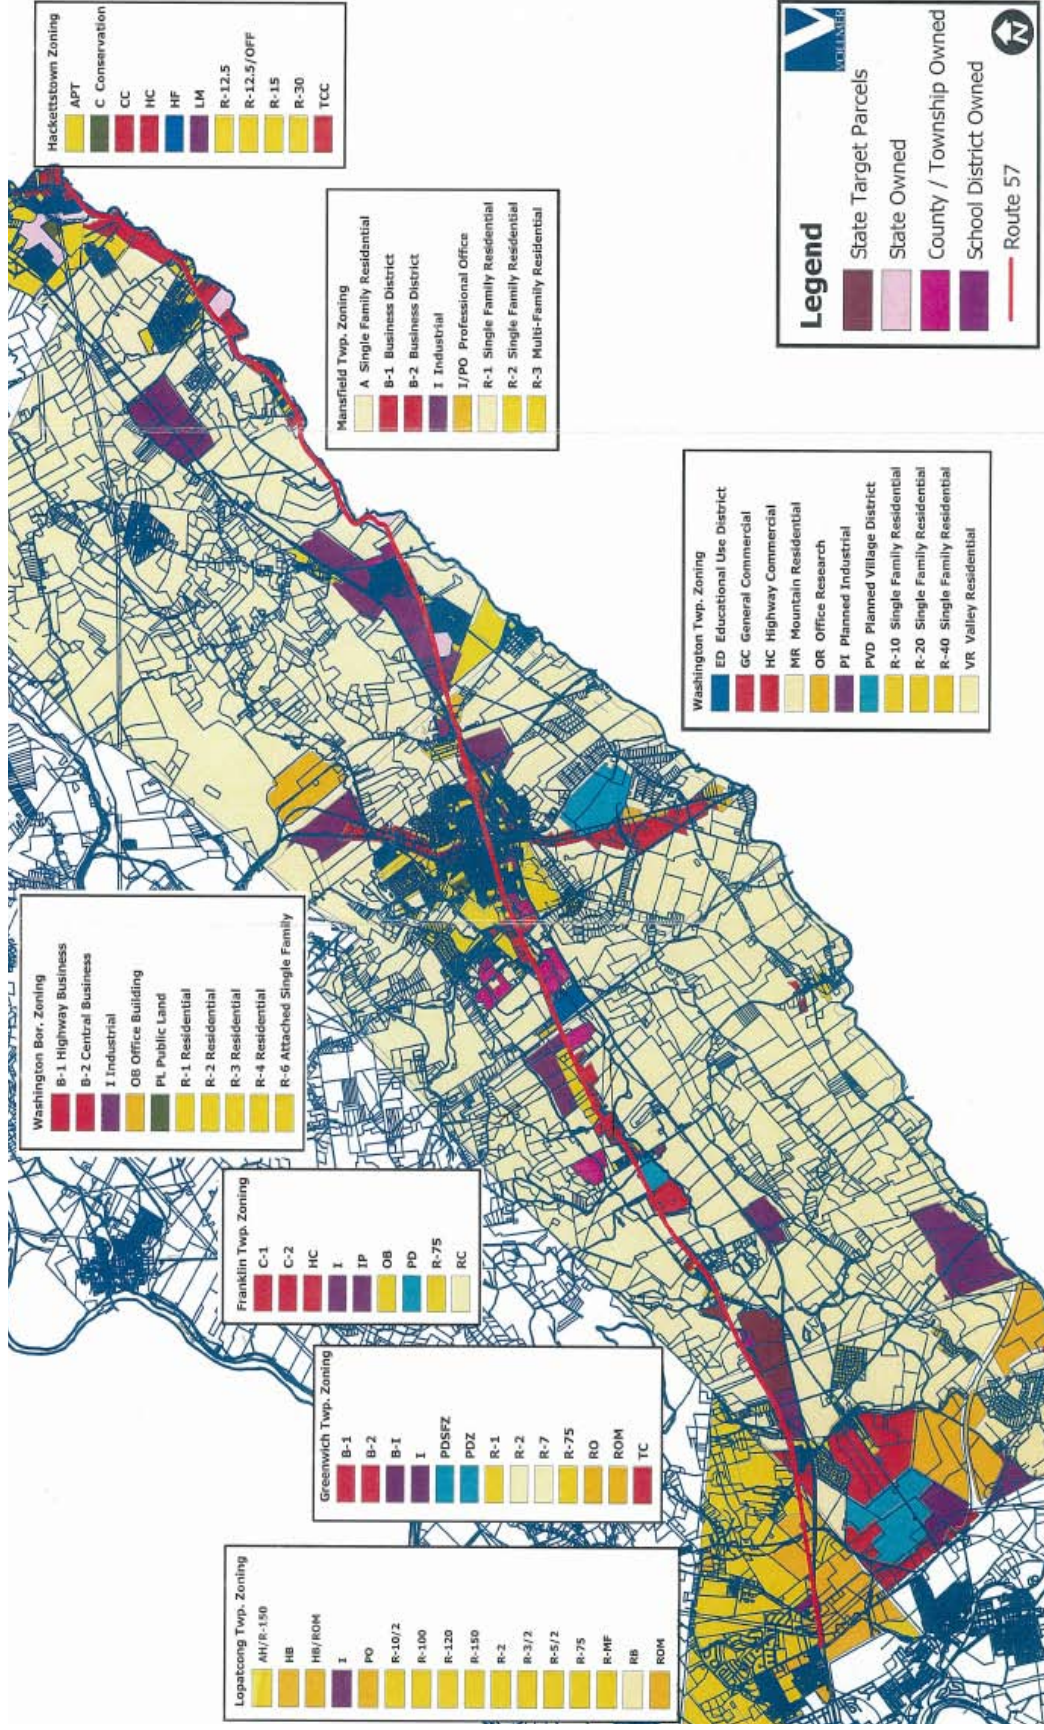 Hackettstown Zoning
APT
C Conservation
CC
HC
HF
LM
R-12.5
R-12.5/OFF
R-15
R-30
TCC
Mansfield Twp. Zoning
A Single Family Residential
B-1 Business District
B-2 Business District
I Industrial
I/PO Professional Office
R-1 Single Family Residential
R-2 Single Family Residential
R-3 Multi-Family Residential
Washington Twp. Zoning
ED Educational Use District
GC General Commercial
HC Highway Commercial
MR Mountain Residential
OR Office Research
PI Planned Industrial
PVD Planned Village District
R-10 Single Family Residential
R-20 Single Family Residential
R-40 Single Family Residential
VR Valley Residential
Washington Bor. Zoning
B-1 Highway Business
B-2 Central Business
I Industrial
OB Office Building
PL Public Land
R-1 Residential
R-2 Residential
R-3 Residential
R-4 Residential
R-6 Attached Single Family
Franklin Twp. Zoning
C-1
C-2
HC
I
IP
OB
PD
R-75
RC
Greenwich Twp. Zoning
B-1
B-2
B-I
I
PDSFZ
PDZ
R-1
R-2
R-7
R-75
RO
ROM
TC
Lopatcong Twp. Zoning
AH/R-150
HB
HB/ROM
I
PO
R-10/2
R-100
R-120
R-150
R-2
R-3/2
R-5/2
R-75
R-MF
RB
ROM
Legend
State Target Parcels
State Owned
County / Township Owned
School District Owned
Route 57
VOLLMER
N